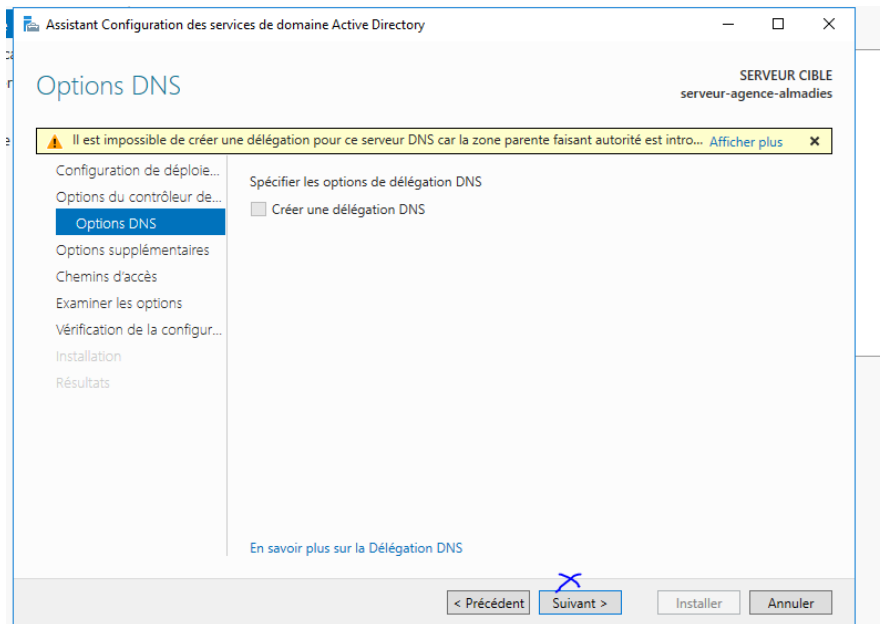 Assistant Configuration des services de domaine Active Directory
Options DNS
SERVEUR CIBLE
serveur-agence-almadies
Il est impossible de créer une délégation pour ce serveur DNS car la zone parente faisant autorité est intro... Afficher plus
Configuration de déploie...
Options du contrôleur de...
Options DNS
Options supplémentaires
Chemins d'accès
Examiner les options
Vérification de la configur...
Installation
Résultats
Spécifier les options de délégation DNS
Créer une délégation DNS
En savoir plus sur la Délégation DNS
< Précédent Suivant > Installer Annuler